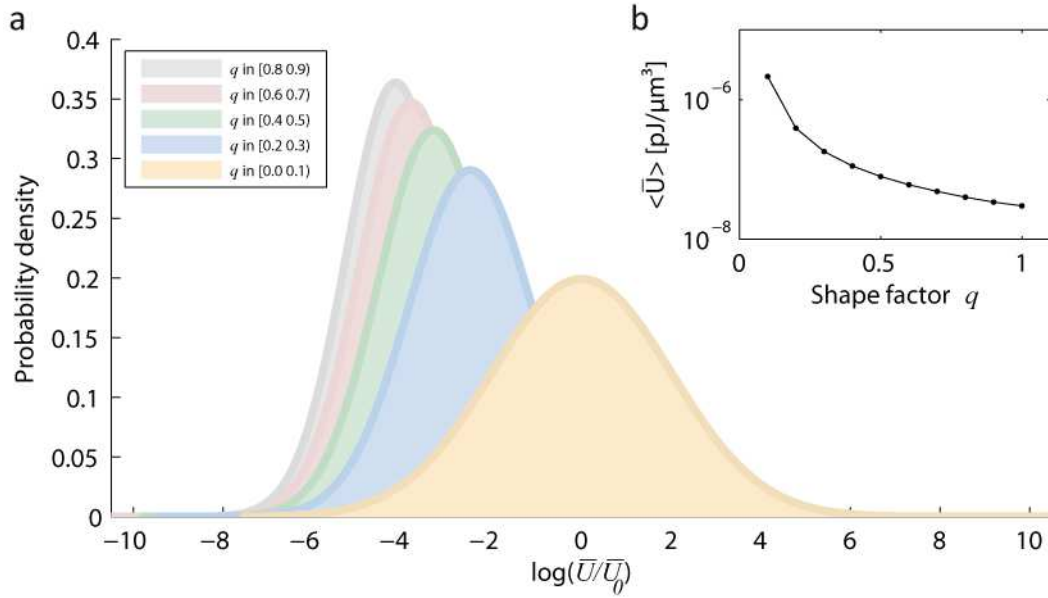 a
0.4
0.35
0.3
0.25
0.2
0.15
0.1
0.05
0
Probability density
q in [0.8 0.9)
q in [0.6 0.7)
q in [0.4 0.5)
q in [0.2 0.3)
q in [0.0 0.1)
−10 −8 −6 −4 −2 0 2 4 6 8 10
log(U̅/U̅₀)
b
<U̅> [pJ/µm³]
10⁻⁶
10⁻⁸
0 0.5 1
Shape factor q